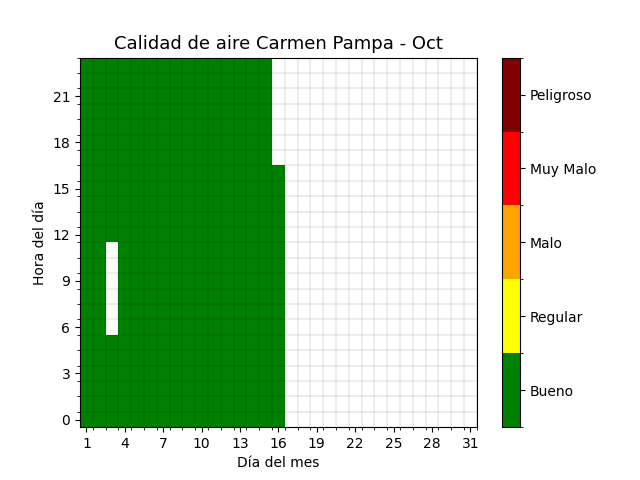 Calidad de aire Carmen Pampa - Oct
Hora del día
21
18
15
12
9
6
3
0
1 4 7 10 13 16 19 22 25 28 31
Día del mes
Peligroso
Muy Malo
Malo
Regular
Bueno